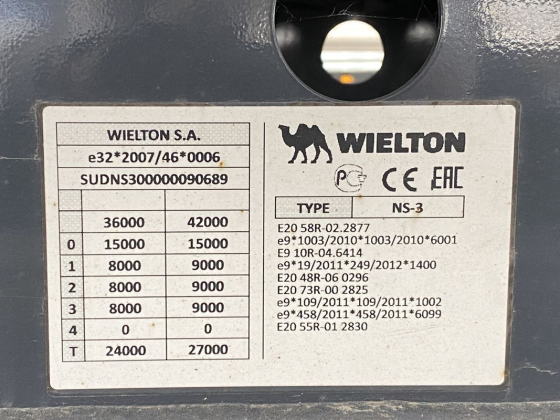 WIELTON S.A.
e32*2007/46*0006
SUDNS300000090689
36000 42000
0 15000 15000
1 8000 9000
2 8000 9000
3 8000 9000
4 0 0
T 24000 27000
WIELTON
PC CE EAC
TYPE NS-3
E20 58R-02.2877
e9*1003/2010*1003/2010*6001
E9 10R-04.6414
e9*19/2011*249/2012*1400
E20 48R-06 0296
E20 73R-00 2825
e9*109/2011*109/2011*1002
e9*458/2011*458/2011*6099
E20 55R-01 2830